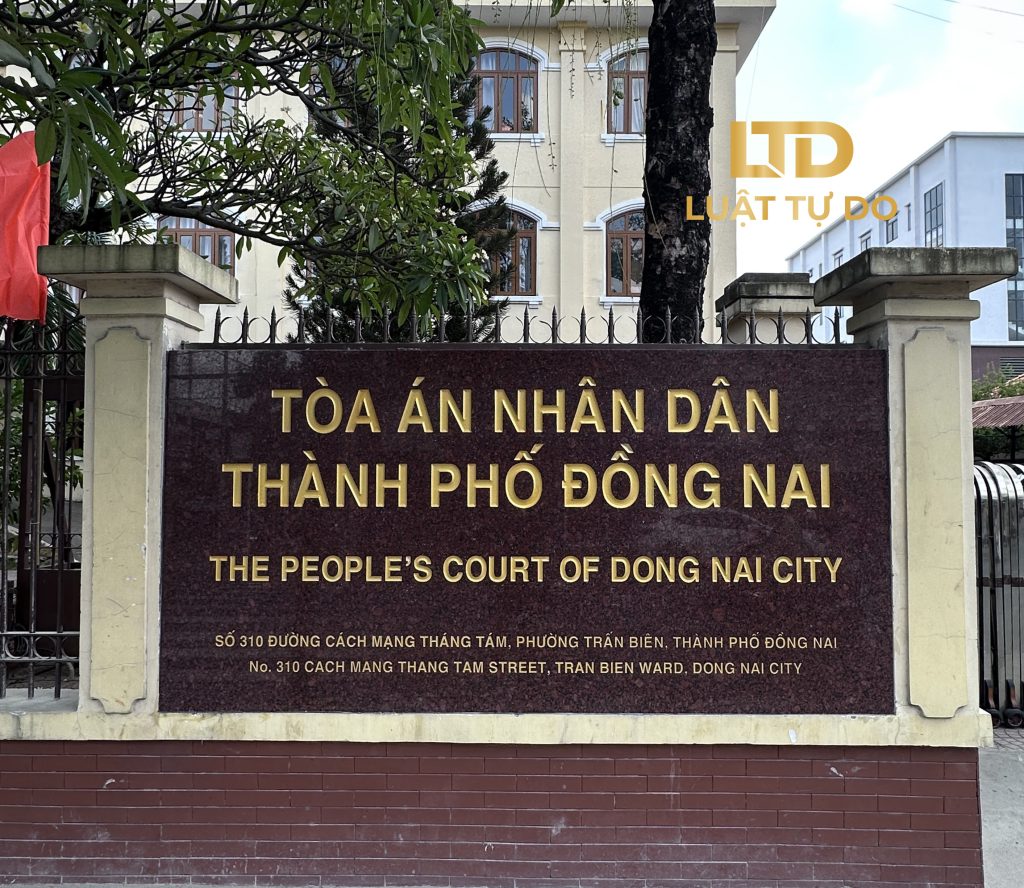 LTD
LUẬT TỰ DO
TÒA ÁN NHÂN DÂN
THÀNH PHỐ ĐỒNG NAI
THE PEOPLE'S COURT OF DONG NAI CITY
SỐ 310 ĐƯỜNG CÁCH MẠNG THÁNG TÁM, PHƯỜNG TRẤN BIÊN, THÀNH PHỐ ĐỒNG NAI
No. 310 CACH MANG THANG TAM STREET, TRAN BIEN WARD, DONG NAI CITY